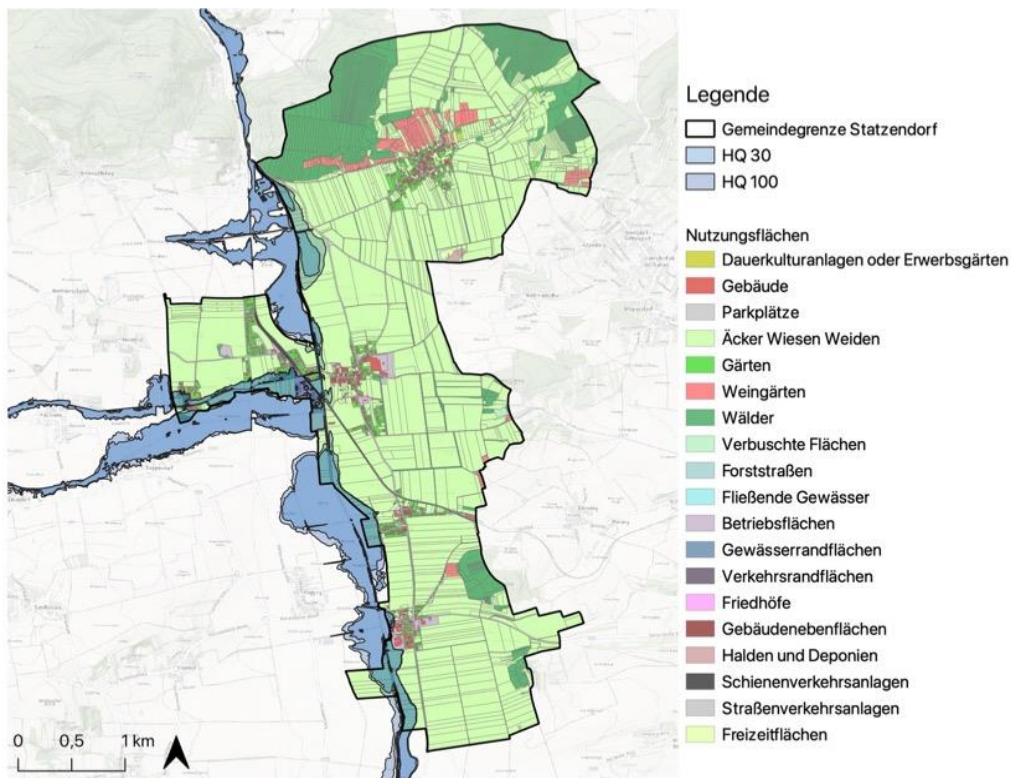 Legende
Gemeindegrenze Statzendorf
HQ 30
HQ 100
Nutzungsflächen
Dauerkulturanlagen oder Erwerbsgärten
Gebäude
Parkplätze
Äcker Wiesen Weiden
Gärten
Weingärten
Wälder
Verbuschte Flächen
Forststraßen
Fließende Gewässer
Betriebsflächen
Gewässerrandflächen
Verkehrsrandflächen
Friedhöfe
Gebäudenebenflächen
Halden und Deponien
Schienenverkehrsanlagen
Straßenverkehrsanlagen
Freizeitflächen
0 0,5 1 km